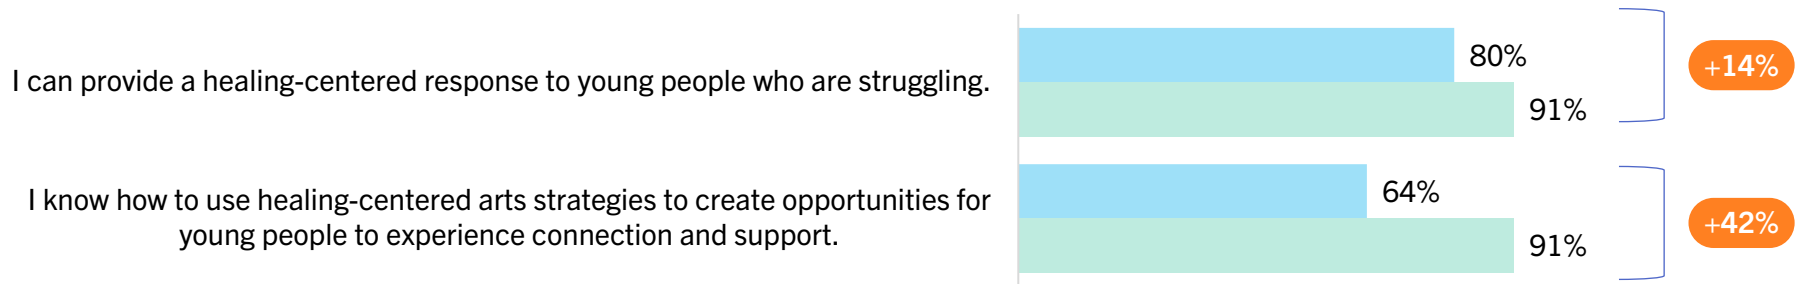 I can provide a healing-centered response to young people who are struggling.
80%
91%
+14%
I know how to use healing-centered arts strategies to create opportunities for
young people to experience connection and support.
64%
91%
+42%